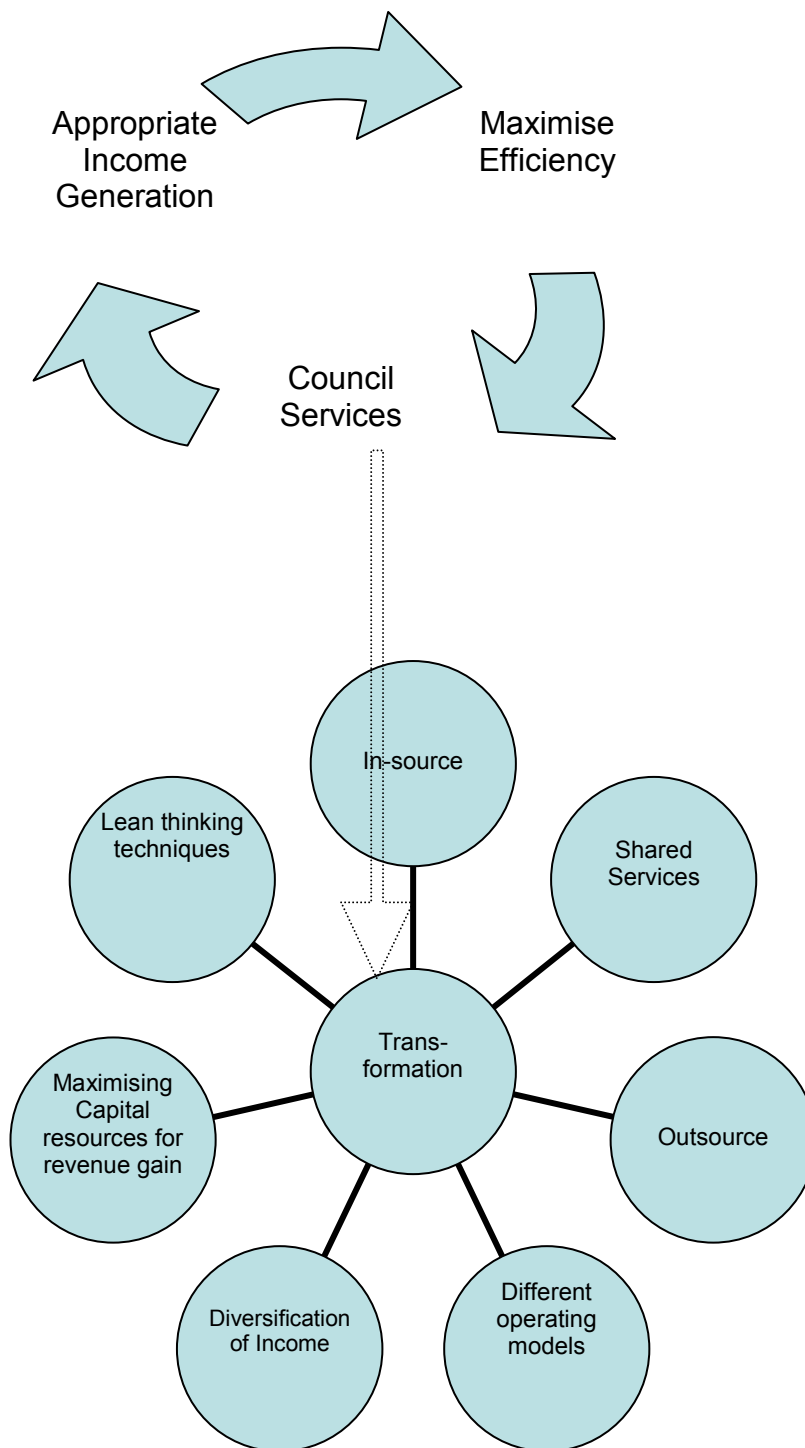 Appropriate
Income
Generation
Maximise
Efficiency
Council
Services
In-source
Lean thinking
techniques
Shared
Services
Trans-
formation
Maximising
Capital
resources for
revenue gain
Outsource
Diversification
of Income
Different
operating
models